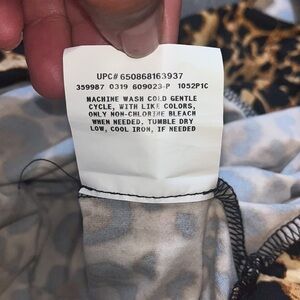 UPC# 650868163937
359987 0319 609023-P 1052P1C
MACHINE WASH COLD GENTLE
CYCLE, WITH LIKE COLORS,
ONLY NON-CHLORINE BLEACH
WHEN NEEDED. TUMBLE DRY
LOW, COOL IRON, IF NEEDED